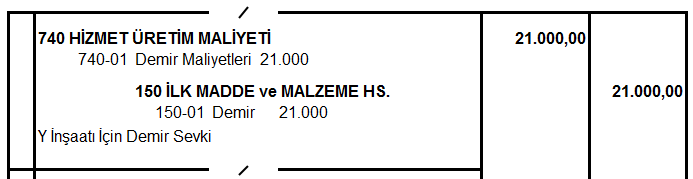 740 HİZMET ÜRETİM MALİYETİ 21.000,00
740-01 Demir Maliyetleri 21.000
150 İLK MADDE ve MALZEME HS. 21.000,00
150-01 Demir 21.000
Y İnşaatı İçin Demir Sevki